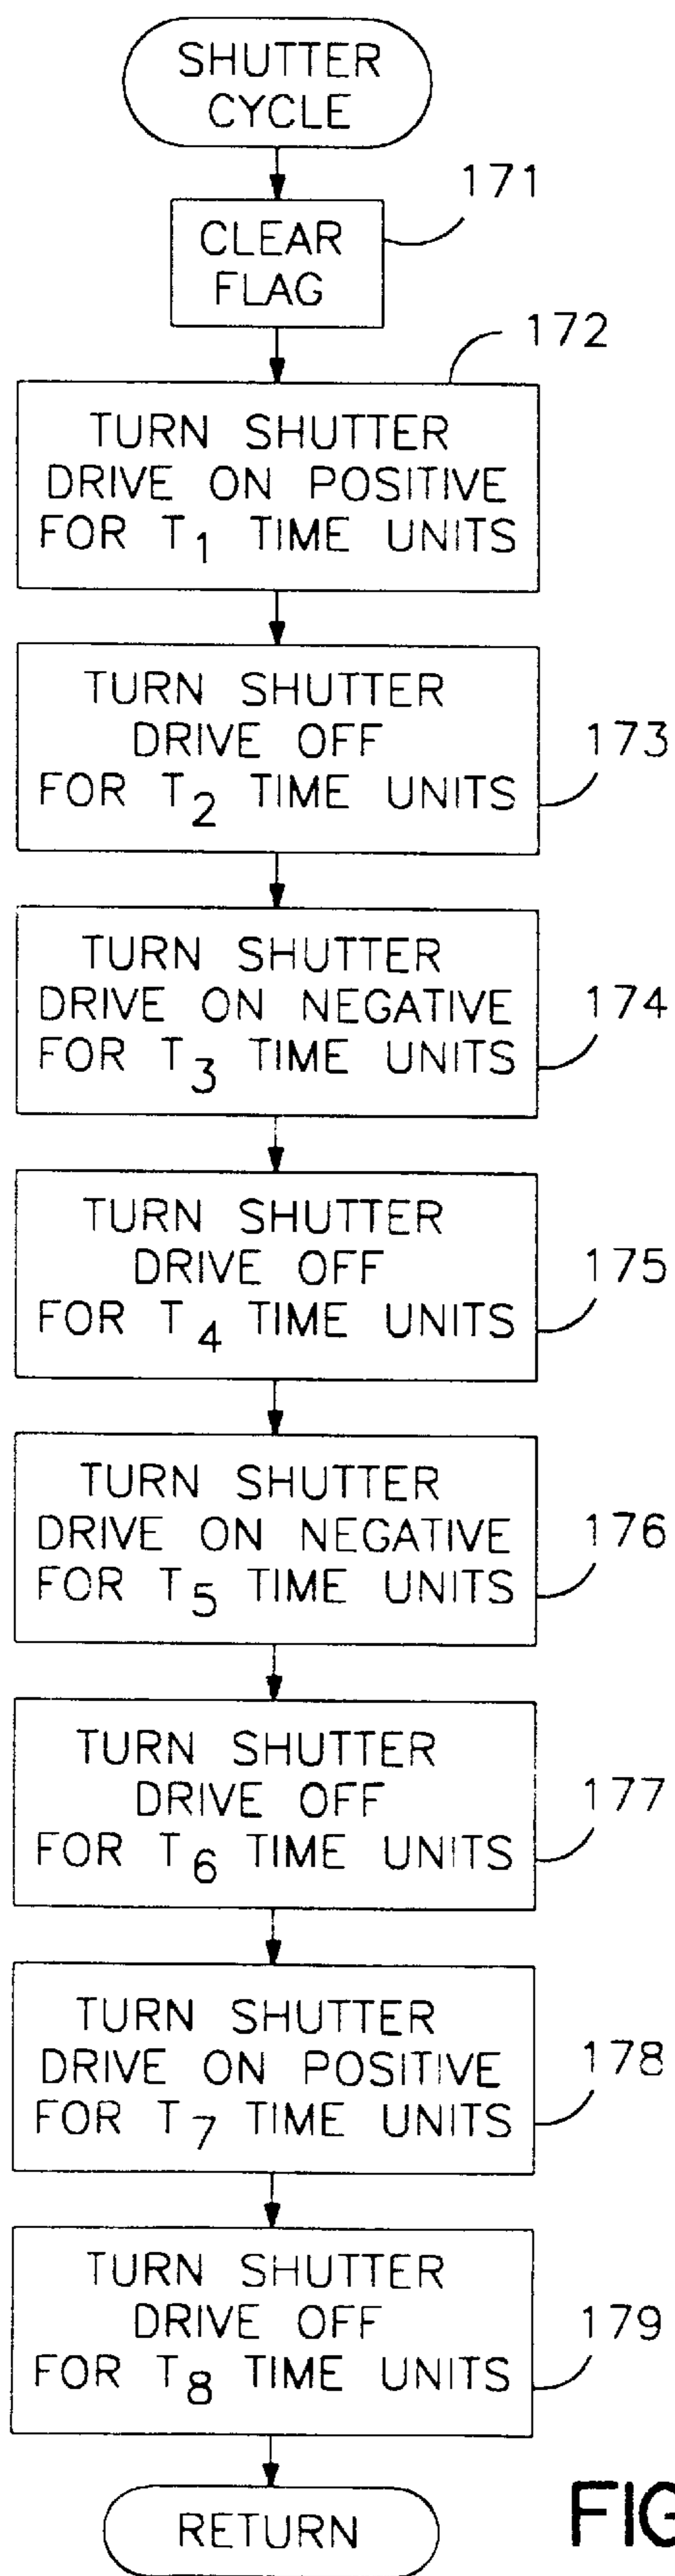 SHUTTER
CYCLE
171
CLEAR
FLAG
172
TURN SHUTTER
DRIVE ON POSITIVE
FOR T1 TIME UNITS
TURN SHUTTER
DRIVE OFF
FOR T2 TIME UNITS
173
TURN SHUTTER
DRIVE ON NEGATIVE
FOR T3 TIME UNITS
174
TURN SHUTTER
DRIVE OFF
FOR T4 TIME UNITS
175
TURN SHUTTER
DRIVE ON NEGATIVE
FOR T5 TIME UNITS
176
TURN SHUTTER
DRIVE OFF
FOR T6 TIME UNITS
177
TURN SHUTTER
DRIVE ON POSITIVE
FOR T7 TIME UNITS
178
TURN SHUTTER
DRIVE OFF
FOR T8 TIME UNITS
179
RETURN
FIG